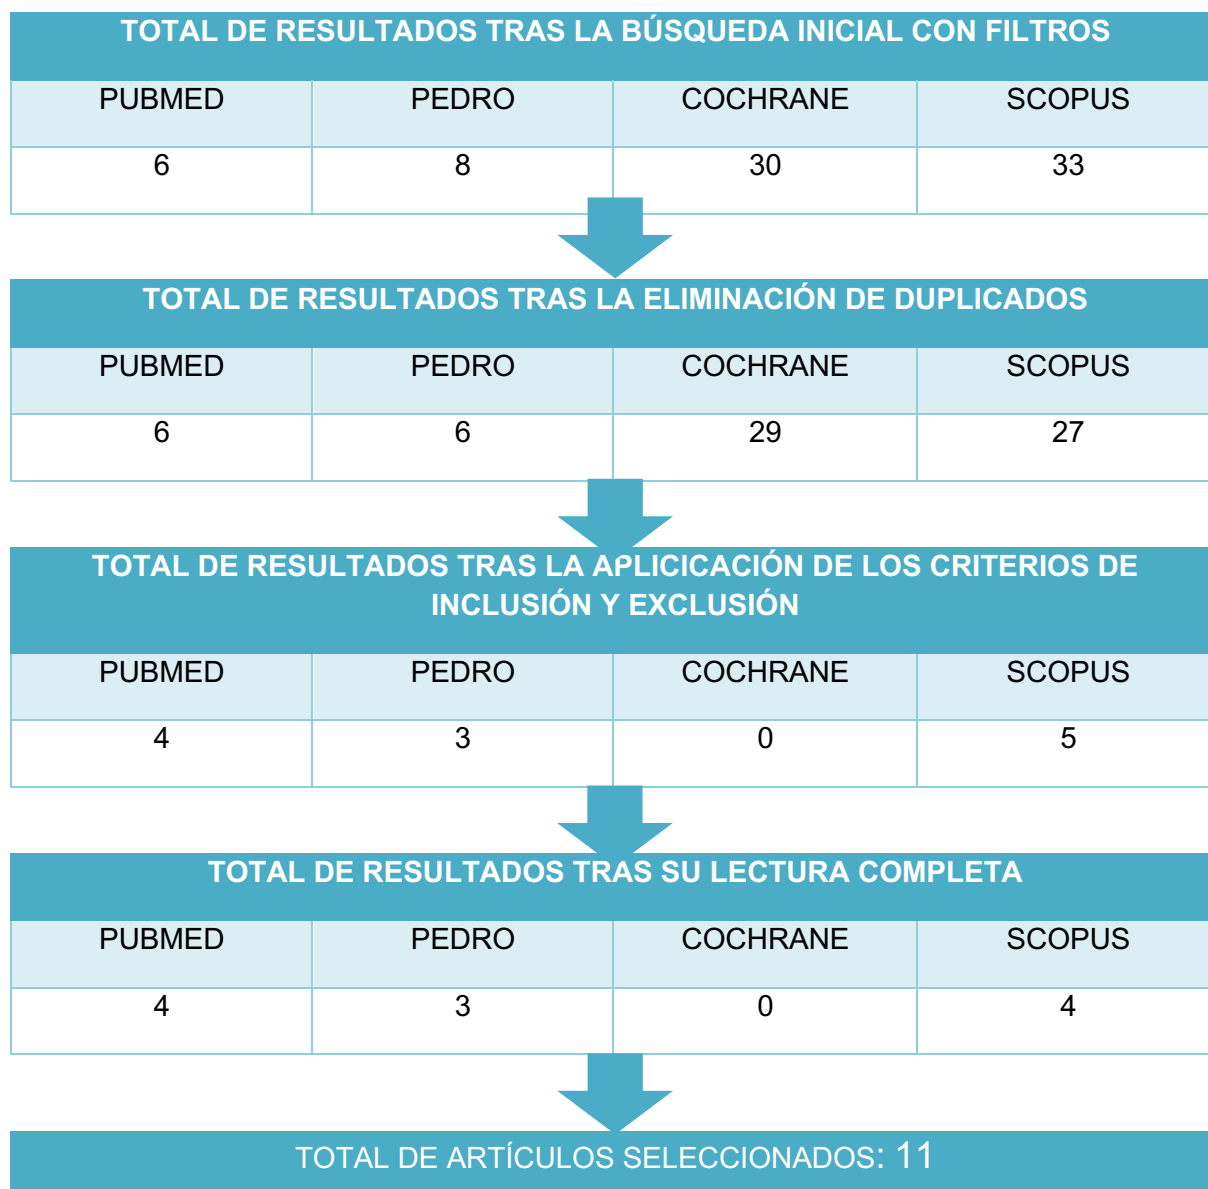 TOTAL DE RESULTADOS TRAS LA BÚSQUEDA INICIAL CON FILTROS
PUBMED PEDRO COCHRANE SCOPUS
6 8 30 33
TOTAL DE RESULTADOS TRAS LA ELIMINACIÓN DE DUPLICADOS
PUBMED PEDRO COCHRANE SCOPUS
6 6 29 27
TOTAL DE RESULTADOS TRAS LA APLICICACIÓN DE LOS CRITERIOS DE
INCLUSIÓN Y EXCLUSIÓN
PUBMED PEDRO COCHRANE SCOPUS
4 3 0 5
TOTAL DE RESULTADOS TRAS SU LECTURA COMPLETA
PUBMED PEDRO COCHRANE SCOPUS
4 3 0 4
TOTAL DE ARTÍCULOS SELECCIONADOS: 11